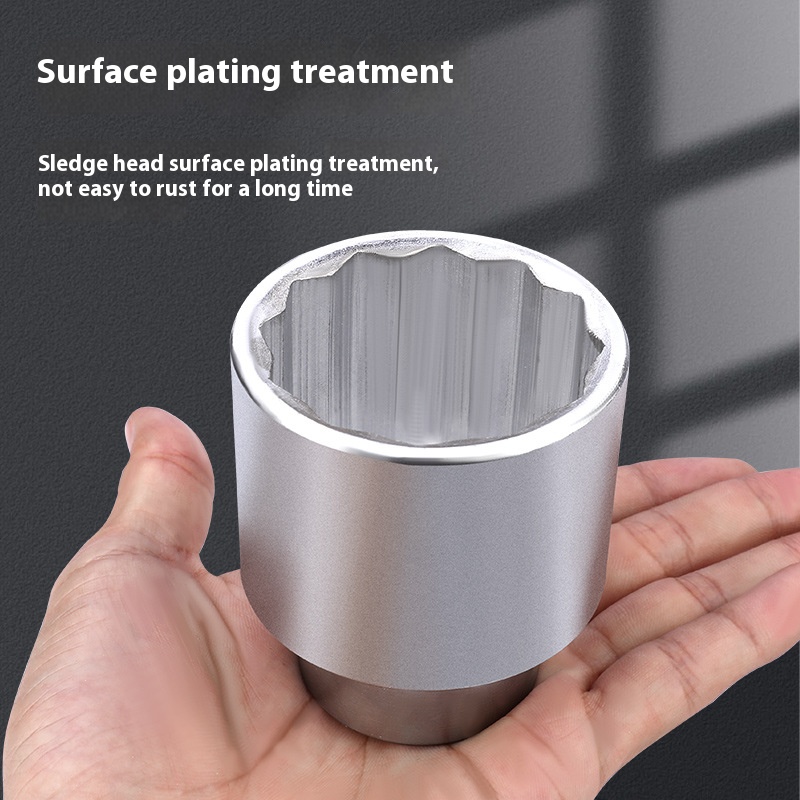 Surface plating treatment
Sledge head surface plating treatment,
not easy to rust for a long time